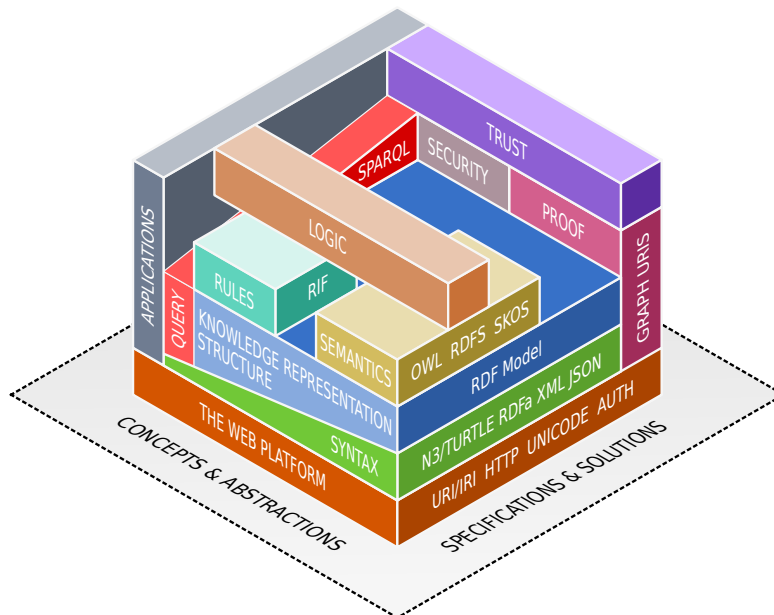 TRUST
SPARQL
SECURITY
PROOF
APPLICATIONS
LOGIC
GRAPH URIS
RULES
RIF
QUERY
KNOWLEDGE REPRESENTATION
STRUCTURE
SEMANTICS
OWL RDFS SKOS
RDF Model
SYNTAX
N3/TURTLE RDFa XML JSON
THE WEB PLATFORM
URI/IRI HTTP UNICODE AUTH
CONCEPTS & ABSTRACTIONS
SPECIFICATIONS & SOLUTIONS